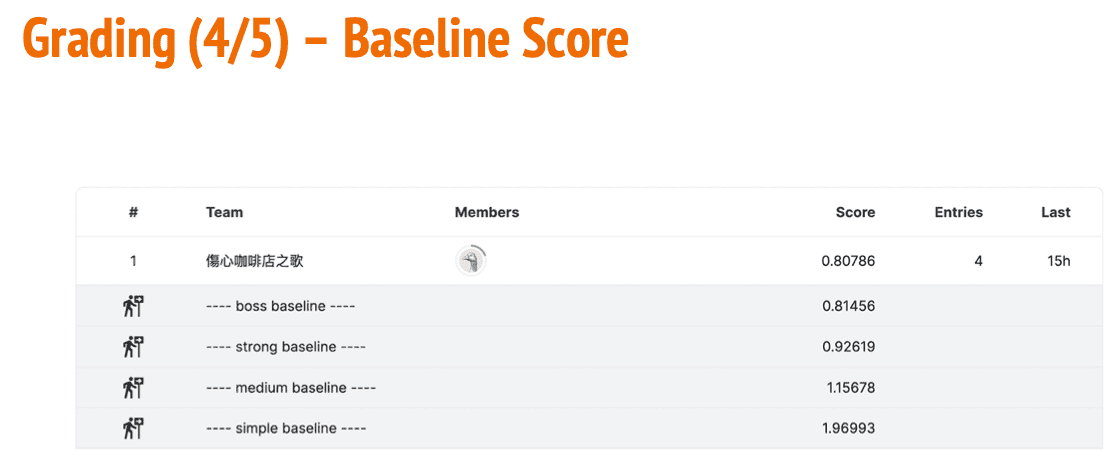 Grading (4/5) – Baseline Score
# Team Members Score Entries Last
1 傷心咖啡店之歌 0.80786 4 15h
---- boss baseline ---- 0.81456
---- strong baseline ---- 0.92619
---- medium baseline ---- 1.15678
---- simple baseline ---- 1.96993